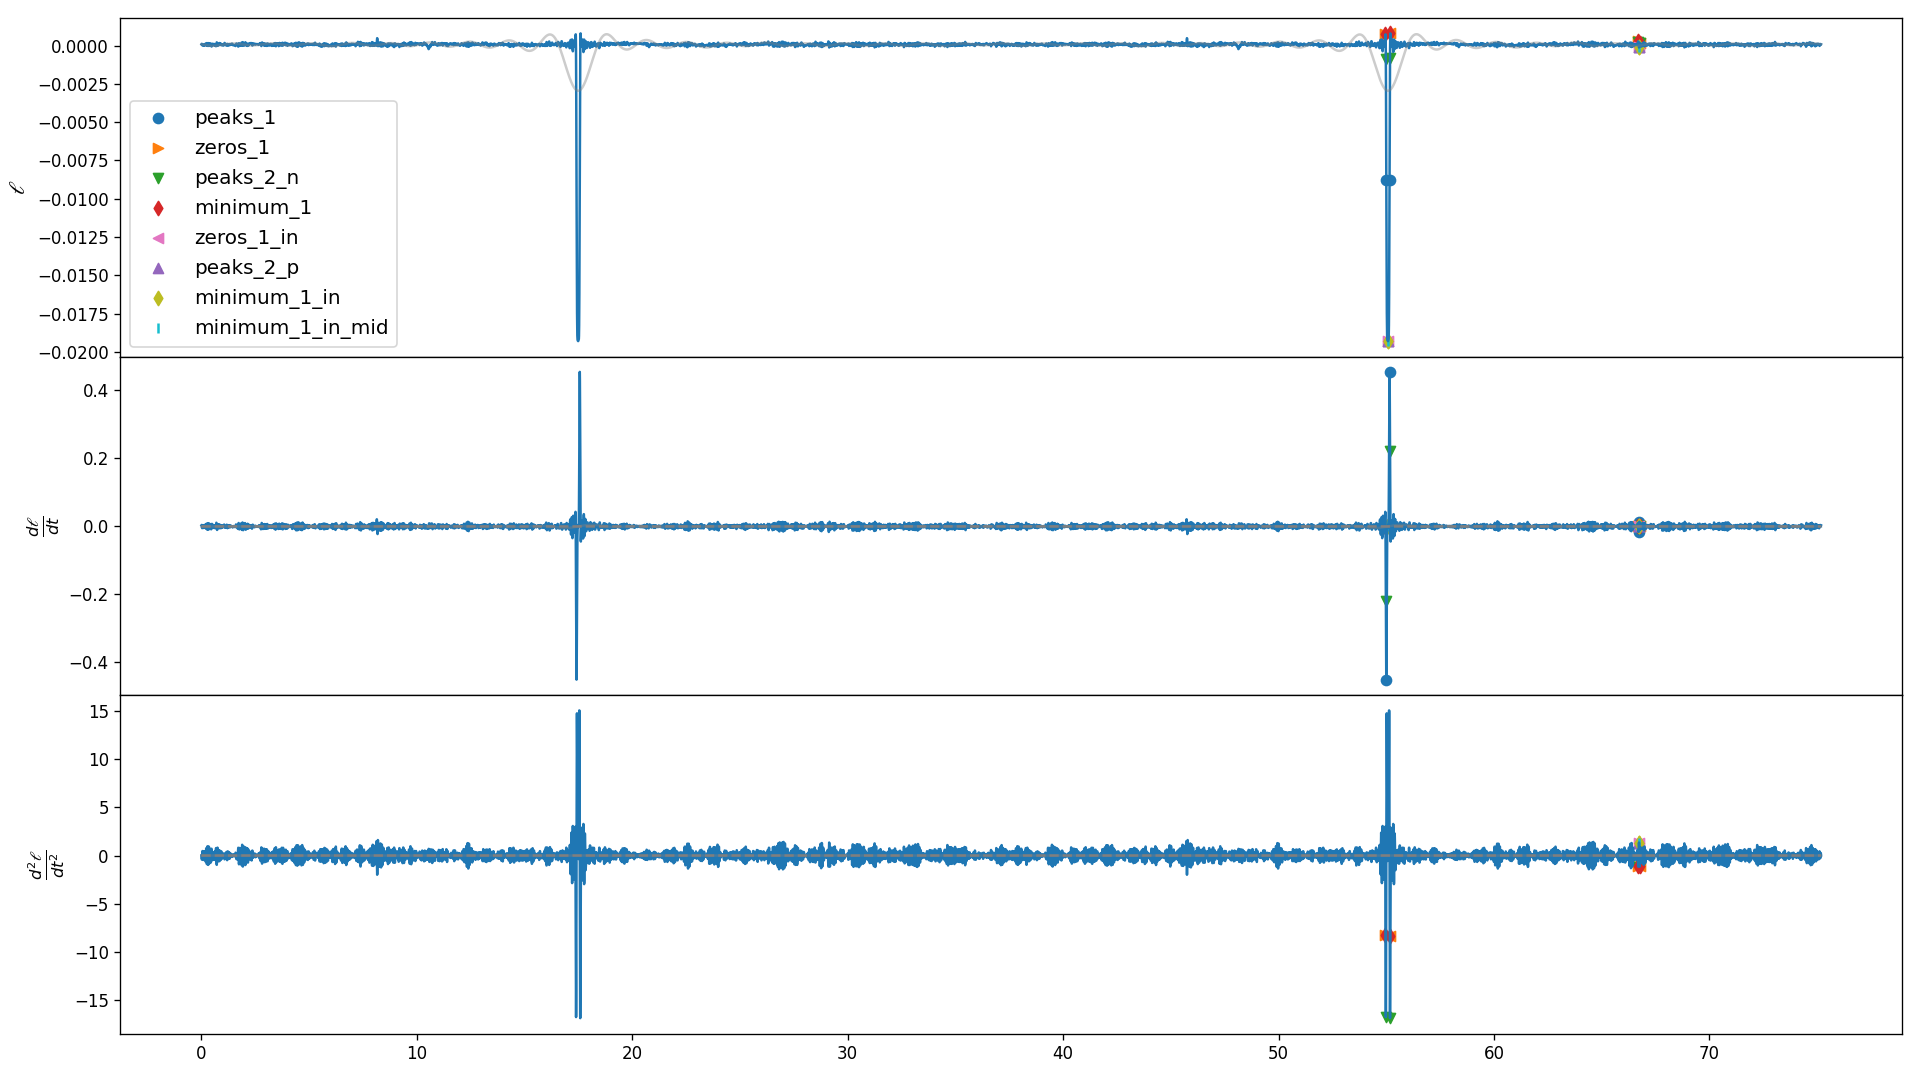 0.0000
−0.0025
−0.0050
−0.0075
−0.0100
−0.0125
−0.0150
−0.0175
−0.0200
ℓ
peaks_1
zeros_1
peaks_2_n
minimum_1
zeros_1_in
peaks_2_p
minimum_1_in
minimum_1_in_mid
0.4
0.2
0.0
−0.2
−0.4
dℓ
dt
15
10
5
0
−5
−10
−15
d²ℓ
dt²
0 10 20 30 40 50 60 70